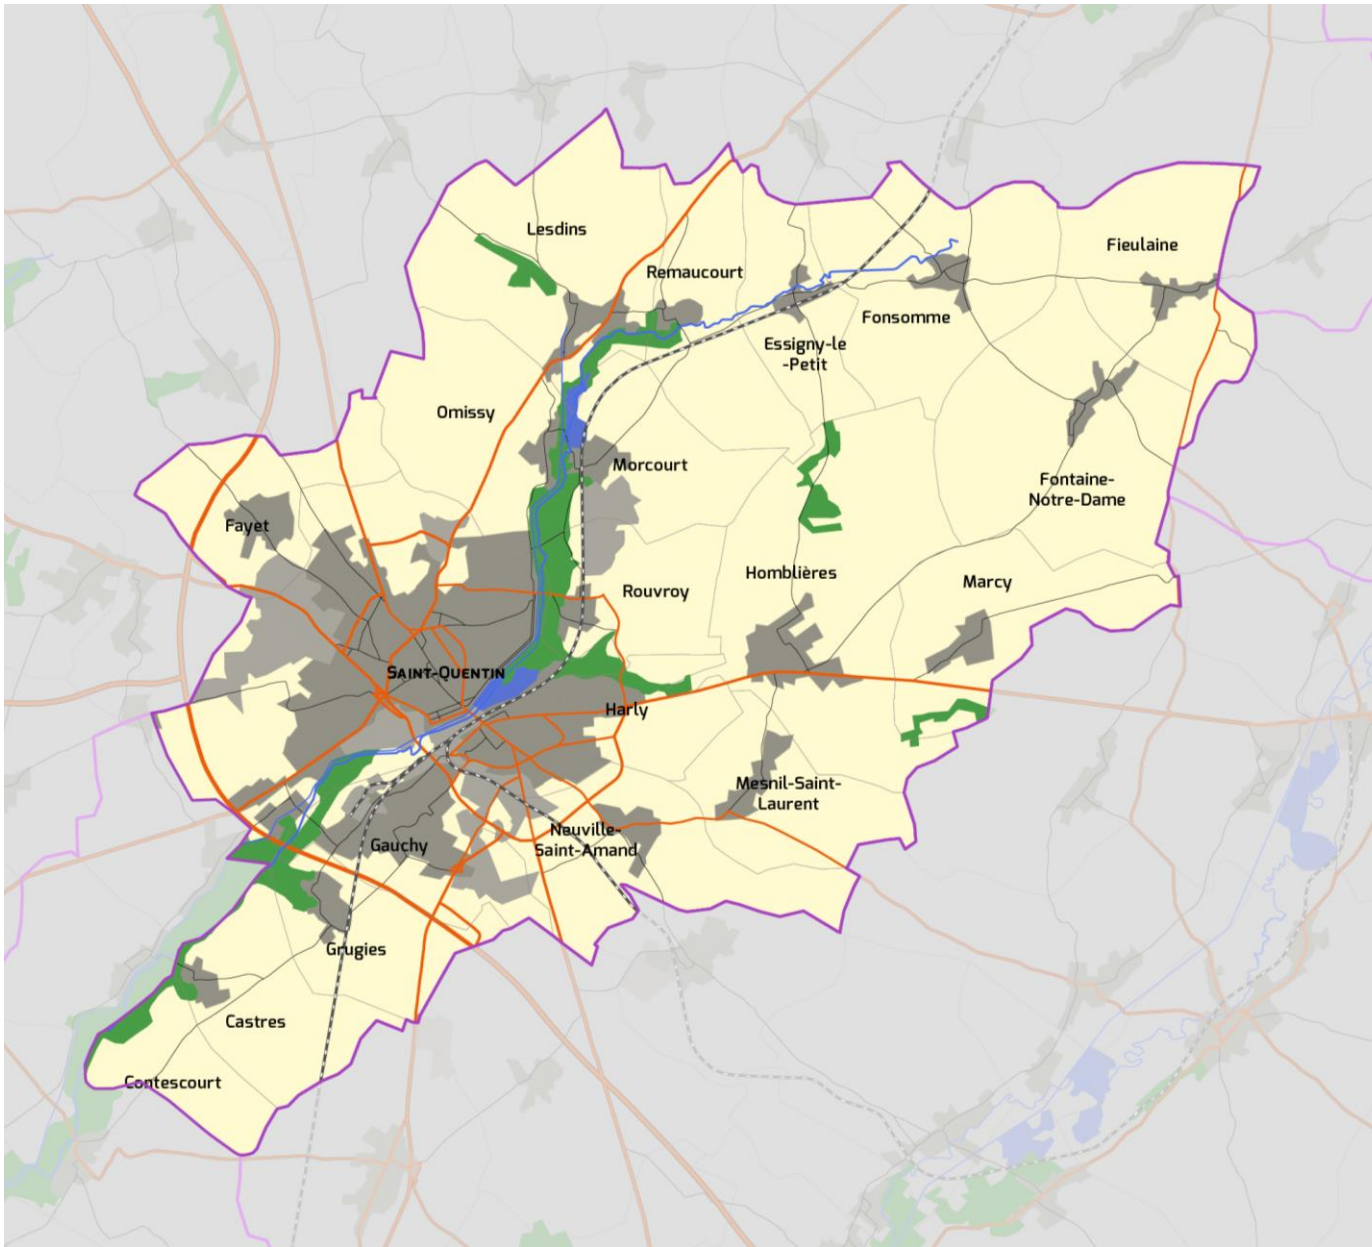 Lesdins
Fieulaine
Remaucourt
Fonsomme
Essigny-le
-Petit
Omissy
Morcourt
Fontaine-
Notre-Dame
Fayet
Homblières
Marcy
Rouvroy
SAINT-QUENTIN
Harly
Mesnil-Saint-
Laurent
Neuville-
Saint-Amand
Gauchy
Grugies
Castres
Contescourt